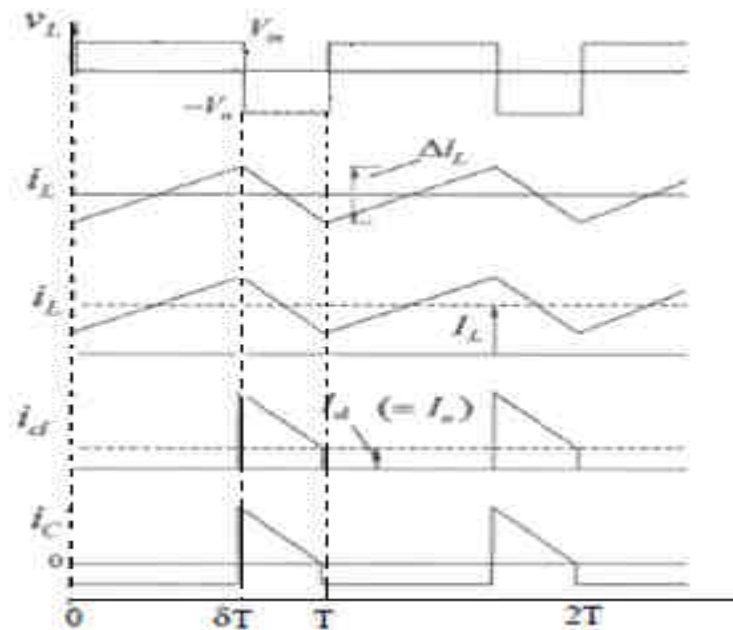 v_L
V_in
−V_o
ΔI_L
i_L
i_L
I_L
i_d
I_d (= I_o)
i_C
0
0 δT T 2T